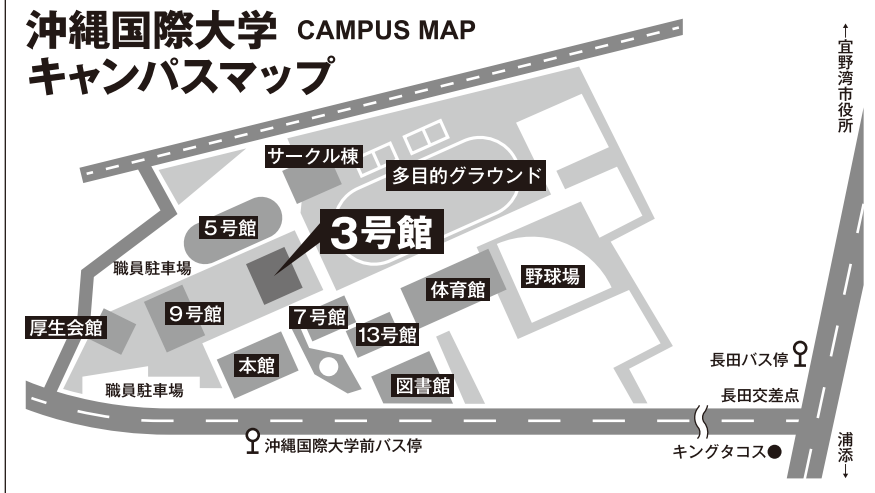 沖縄国際大学 CAMPUS MAP
キャンパスマップ
↑宜野湾市役所
サークル棟
多目的グラウンド
5号館
3号館
職員駐車場
体育館
野球場
9号館
7号館
厚生会館
13号館
本館
長田バス停
図書館
職員駐車場
長田交差点
沖縄国際大学前バス停
キングタコス●
浦添↓